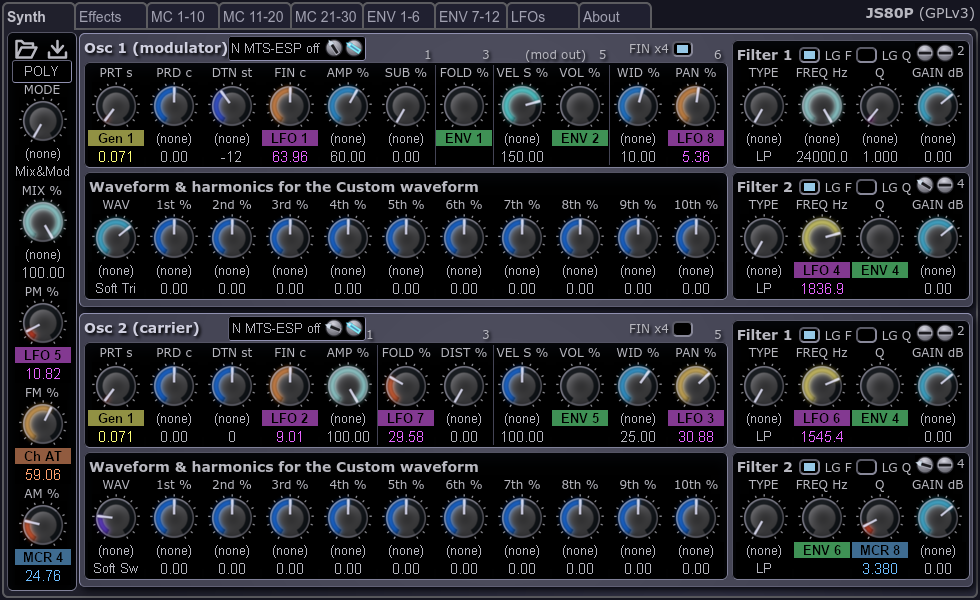 Synth Effects MC 1-10 MC 11-20 MC 21-30 ENV 1-6 ENV 7-12 LFOs About JS80P (GPLv3)
POLY
MODE
(none)
Mix&Mod
MIX %
(none)
100.00
PM %
LFO 5
10.82
FM %
Ch AT
59.06
AM %
MCR 4
24.76
Osc 1 (modulator) N MTS-ESP off 1 3 (mod out) 5 FIN x4 6
PRT s PRD c DTN st FIN c AMP % SUB % FOLD % VEL S % VOL % WID % PAN %
Gen 1 (none) (none) LFO 1 (none) (none) ENV 1 (none) ENV 2 (none) LFO 8
0.071 0.00 -12 63.96 60.00 0.00 150.00 10.00 5.36
Filter 1 LG F LG Q 2
TYPE FREQ Hz Q GAIN dB
(none) (none) (none) (none)
LP 24000.0 1.000 0.00
Waveform & harmonics for the Custom waveform
WAV 1st % 2nd % 3rd % 4th % 5th % 6th % 7th % 8th % 9th % 10th %
(none) (none) (none) (none) (none) (none) (none) (none) (none) (none) (none)
Soft Tri 0.00 0.00 0.00 0.00 0.00 0.00 0.00 0.00 0.00 0.00
Filter 2 LG F LG Q 4
TYPE FREQ Hz Q GAIN dB
(none) LFO 4 ENV 4 (none)
LP 1836.9 0.00
Osc 2 (carrier) N MTS-ESP off 1 3 FIN x4 5
PRT s PRD c DTN st FIN c AMP % FOLD % DIST % VEL S % VOL % WID % PAN %
Gen 1 (none) (none) LFO 2 (none) LFO 7 (none) (none) ENV 5 (none) LFO 3
0.071 0.00 0 9.01 100.00 29.58 0.00 100.00 25.00 30.88
Filter 1 LG F LG Q 2
TYPE FREQ Hz Q GAIN dB
(none) LFO 6 ENV 4 (none)
LP 1545.4 0.00
Waveform & harmonics for the Custom waveform
WAV 1st % 2nd % 3rd % 4th % 5th % 6th % 7th % 8th % 9th % 10th %
(none) (none) (none) (none) (none) (none) (none) (none) (none) (none) (none)
Soft Sw 0.00 0.00 0.00 0.00 0.00 0.00 0.00 0.00 0.00 0.00
Filter 2 LG F LG Q 4
TYPE FREQ Hz Q GAIN dB
(none) ENV 6 MCR 8 (none)
LP 3.380 0.00